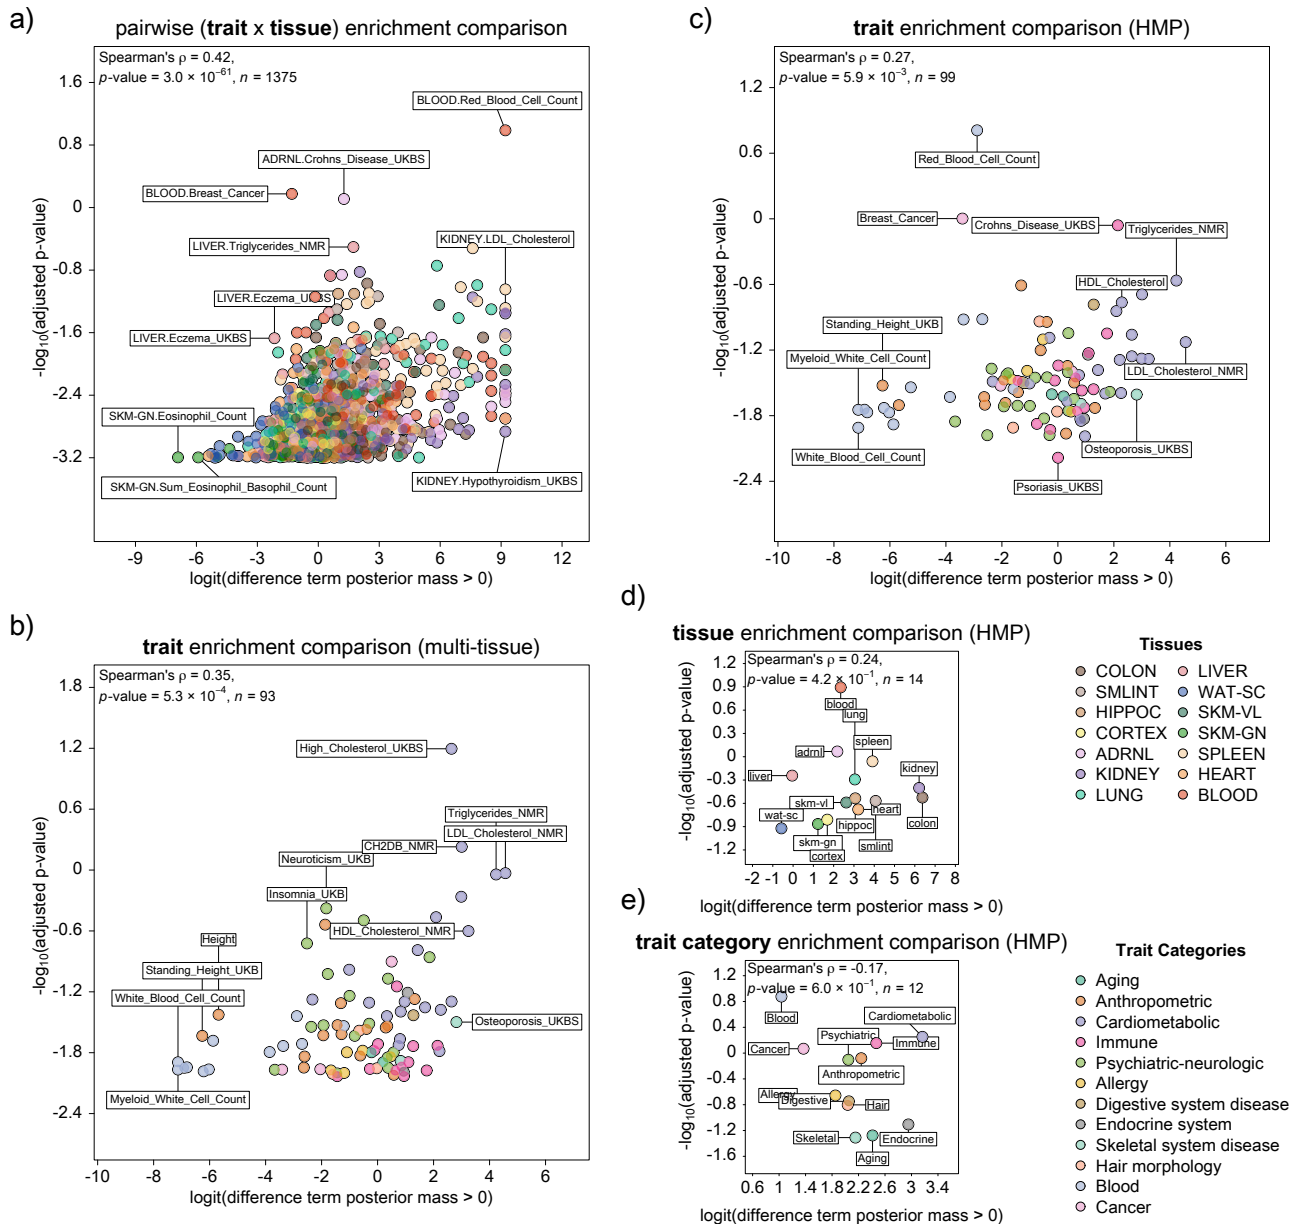 a)
pairwise (trait x tissue) enrichment comparison
Spearman's ρ = 0.42,
p-value = 3.0 × 10⁻⁶¹, n = 1375
BLOOD.Red_Blood_Cell_Count
ADRNL.Crohns_Disease_UKBS
BLOOD.Breast_Cancer
LIVER.Triglycerides_NMR
KIDNEY.LDL_Cholesterol
LIVER.Eczema_UKBS
LIVER.Eczema_UKBS
SKM-GN.Eosinophil_Count
SKM-GN.Sum_Eosinophil_Basophil_Count
KIDNEY.Hypothyroidism_UKBS
1.6
0.8
0
-0.8
-1.6
-2.4
-3.2
-log₁₀(adjusted p-value)
-9 -6 -3 0 3 6 9 12
logit(difference term posterior mass > 0)
b)
trait enrichment comparison (multi-tissue)
Spearman's ρ = 0.35,
p-value = 5.3 × 10⁻⁴, n = 93
High_Cholesterol_UKBS
Triglycerides_NMR
LDL_Cholesterol_NMR
CH2DB_NMR
Neuroticism_UKB
Insomnia_UKB
HDL_Cholesterol_NMR
Height
Standing_Height_UKB
White_Blood_Cell_Count
Osteoporosis_UKBS
Myeloid_White_Cell_Count
1.8
1.2
0.6
0
-0.6
-1.2
-1.8
-2.4
-log₁₀(adjusted p-value)
-10 -8 -6 -4 -2 0 2 4 6
logit(difference term posterior mass > 0)
c)
trait enrichment comparison (HMP)
Spearman's ρ = 0.27,
p-value = 5.9 × 10⁻³, n = 99
Red_Blood_Cell_Count
Breast_Cancer
Crohns_Disease_UKBS
Triglycerides_NMR
HDL_Cholesterol
Standing_Height_UKB
Myeloid_White_Cell_Count
LDL_Cholesterol_NMR
White_Blood_Cell_Count
Osteoporosis_UKBS
Psoriasis_UKBS
1.2
0.6
0
-0.6
-1.2
-1.8
-2.4
-log₁₀(adjusted p-value)
-10 -8 -6 -4 -2 0 2 4 6
logit(difference term posterior mass > 0)
d)
tissue enrichment comparison (HMP)
Spearman's ρ = 0.24,
p-value = 4.2 × 10⁻¹, n = 14
blood
lung
spleen
adrnl
liver
kidney
skm-vl
heart
colon
wat-sc
hippoc
skm-gn
smlint
cortex
1.2
0.9
0.6
0.3
0
-0.3
-0.6
-0.9
-1.2
-log₁₀(adjusted p-value)
-2 -1 0 1 2 3 4 5 6 7 8
logit(difference term posterior mass > 0)
Tissues
COLON
SMLINT
HIPPOC
CORTEX
ADRNL
KIDNEY
LUNG
LIVER
WAT-SC
SKM-VL
SKM-GN
SPLEEN
HEART
BLOOD
e)
trait category enrichment comparison (HMP)
Spearman's ρ = -0.17,
p-value = 6.0 × 10⁻¹, n = 12
Blood
Cardiometabolic
Psychiatric
Immune
Cancer
Anthropometric
Allergy
Digestive
Hair
Skeletal
Endocrine
Aging
1.2
0.8
0.4
0
-0.4
-0.8
-1.2
-1.6
-log₁₀(adjusted p-value)
0.6 1 1.4 1.8 2.2 2.6 3 3.4
logit(difference term posterior mass > 0)
Trait Categories
Aging
Anthropometric
Cardiometabolic
Immune
Psychiatric-neurologic
Allergy
Digestive system disease
Endocrine system
Skeletal system disease
Hair morphology
Blood
Cancer